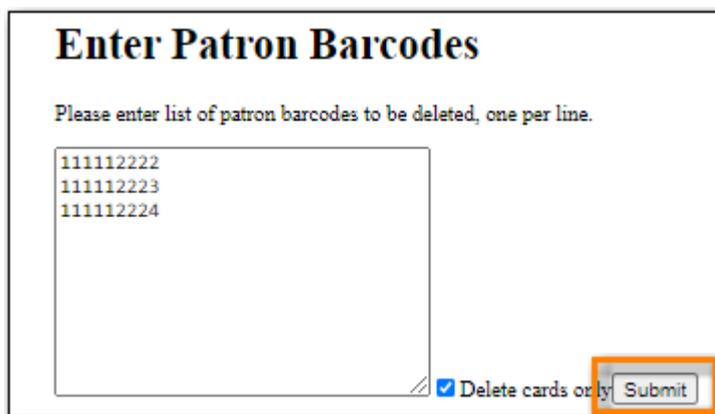 Enter Patron Barcodes
Please enter list of patron barcodes to be deleted, one per line.
111112222
111112223
111112224
Delete cards only Submit